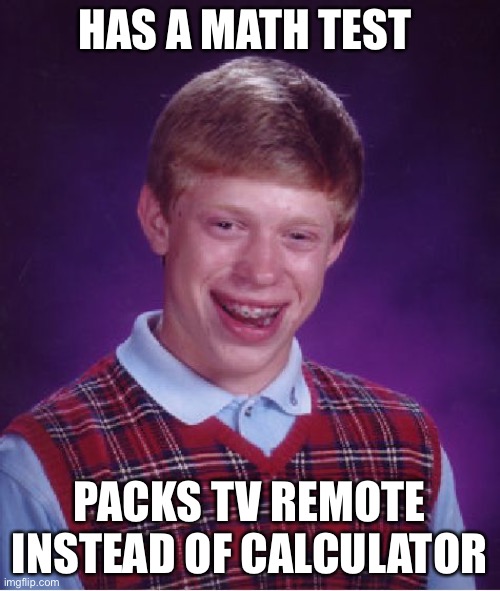 HAS A MATH TEST
PACKS TV REMOTE
INSTEAD OF CALCULATOR
imgflip.com